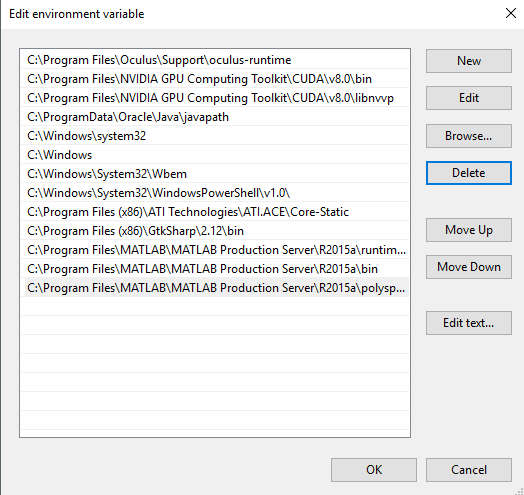 Edit environment variable
C:\Program Files\Oculus\Support\oculus-runtime
C:\Program Files\NVIDIA GPU Computing Toolkit\CUDA\v8.0\bin
C:\Program Files\NVIDIA GPU Computing Toolkit\CUDA\v8.0\libnvvp
C:\ProgramData\Oracle\Java\javapath
C:\Windows\system32
C:\Windows
C:\Windows\System32\Wbem
C:\Windows\System32\WindowsPowerShell\v1.0\
C:\Program Files (x86)\ATI Technologies\ATI.ACE\Core-Static
C:\Program Files (x86)\GtkSharp\2.12\bin
C:\Program Files\MATLAB\MATLAB Production Server\R2015a\runtim...
C:\Program Files\MATLAB\MATLAB Production Server\R2015a\bin
C:\Program Files\MATLAB\MATLAB Production Server\R2015a\polysp...
New
Edit
Browse...
Delete
Move Up
Move Down
Edit text...
OK
Cancel